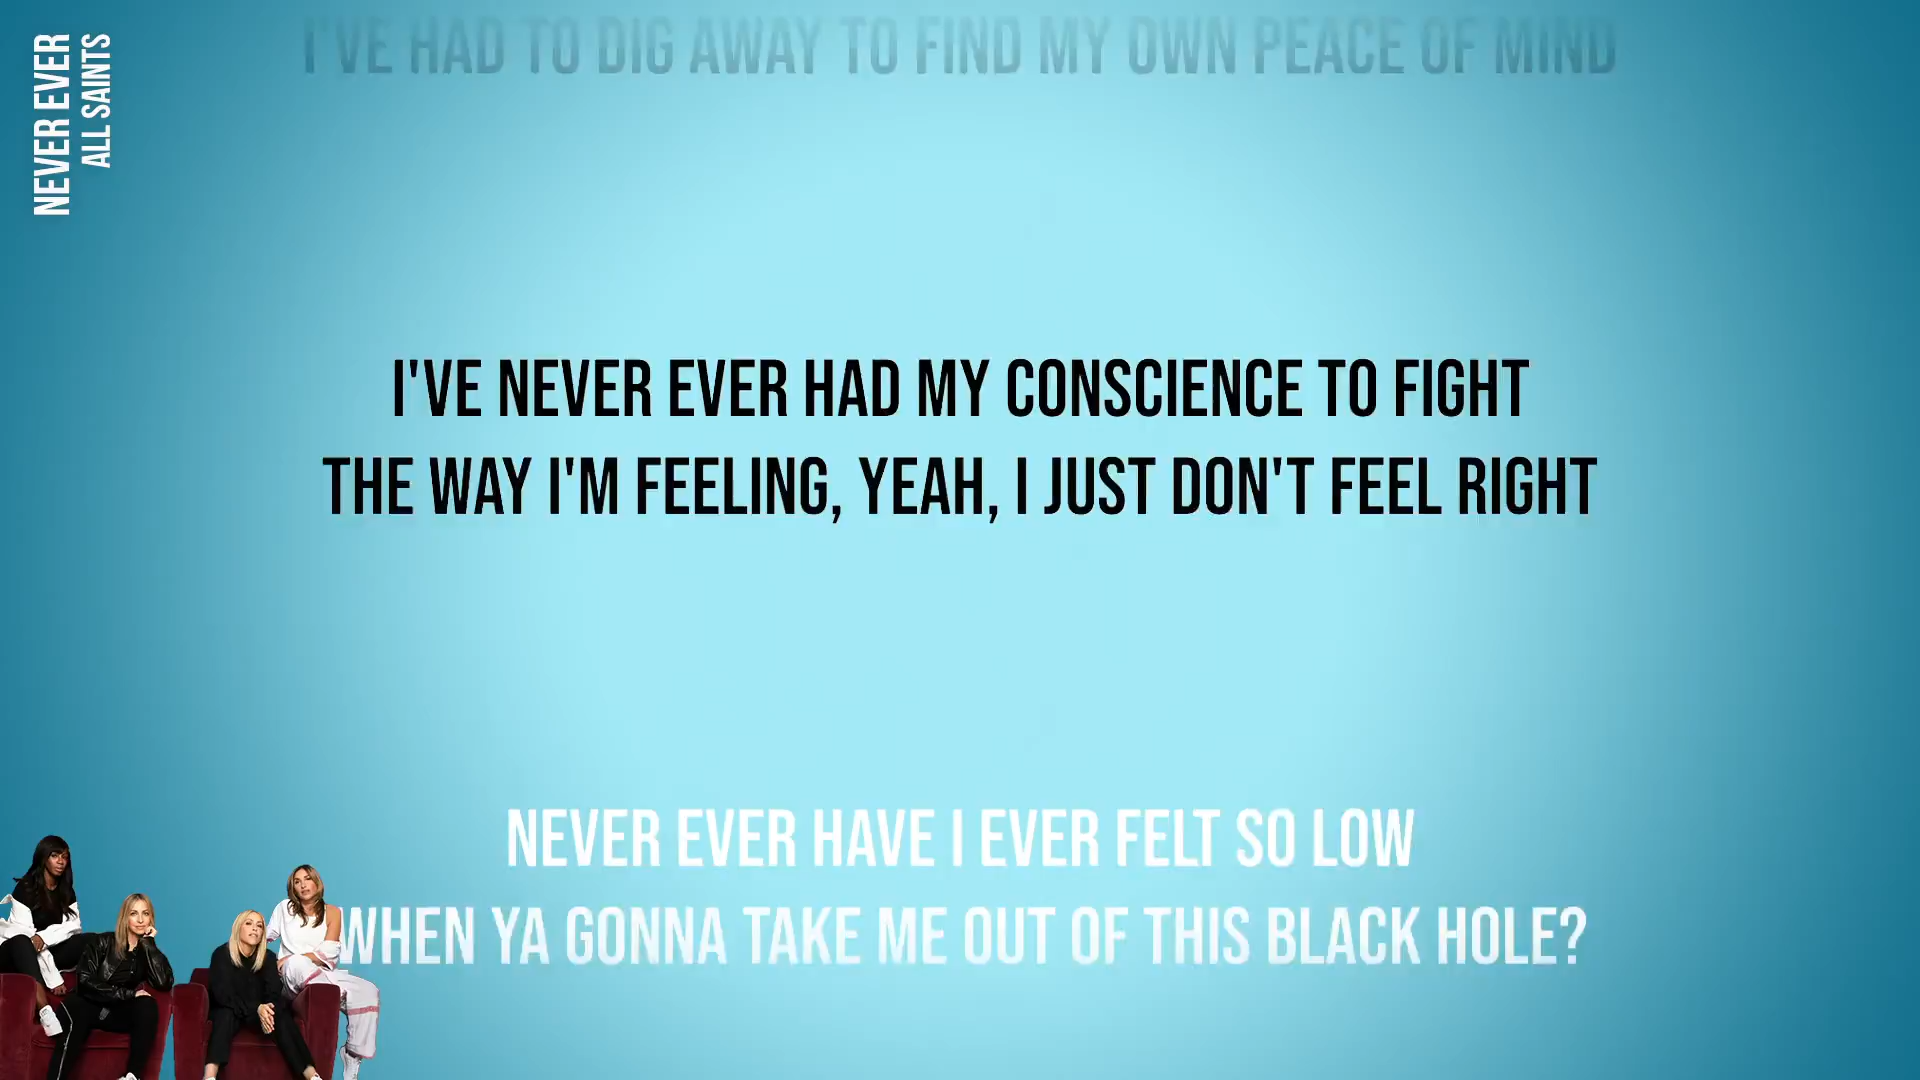 NEVER EVER
ALL SAINTS
I'VE HAD TO DIG AWAY TO FIND MY OWN PEACE OF MIND
I'VE NEVER EVER HAD MY CONSCIENCE TO FIGHT
THE WAY I'M FEELING, YEAH, I JUST DON'T FEEL RIGHT
NEVER EVER HAVE I EVER FELT SO LOW
WHEN YA GONNA TAKE ME OUT OF THIS BLACK HOLE?